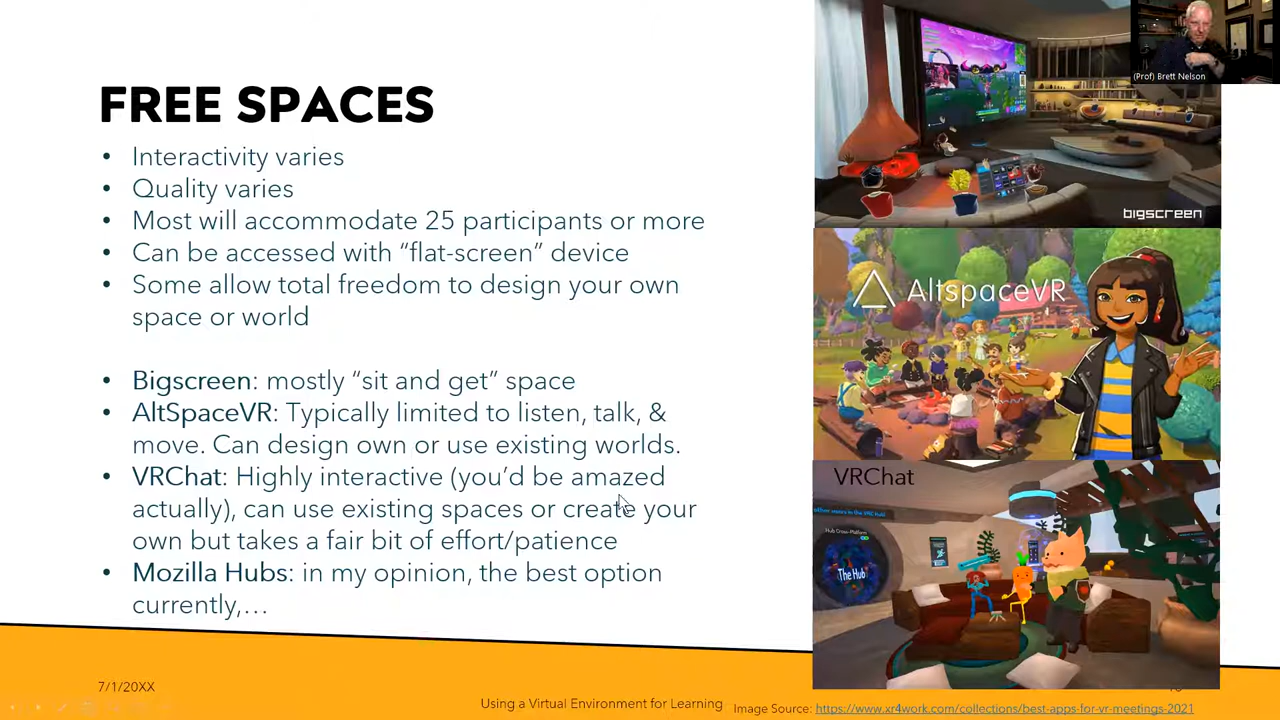 FREE SPACES
• Interactivity varies
• Quality varies
• Most will accommodate 25 participants or more
• Can be accessed with “flat-screen” device
• Some allow total freedom to design your own
space or world
• Bigscreen: mostly “sit and get” space
• AltSpaceVR: Typically limited to listen, talk, &
move. Can design own or use existing worlds.
• VRChat: Highly interactive (you’d be amazed
actually), can use existing spaces or create your
own but takes a fair bit of effort/patience
• Mozilla Hubs: in my opinion, the best option
currently,…
(Prof) Brett Nelson
bigscreen
AltspaceVR
VRChat
The Hub
7/1/20XX
Using a Virtual Environment for Learning
Image Source: https://www.xr4work.com/collections/best-apps-for-vr-meetings-2021